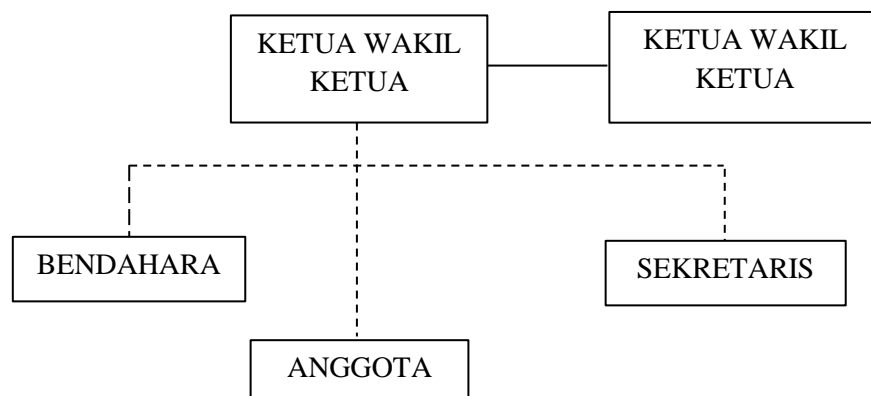 KETUA WAKIL
KETUA
KETUA WAKIL
KETUA
BENDAHARA
SEKRETARIS
ANGGOTA